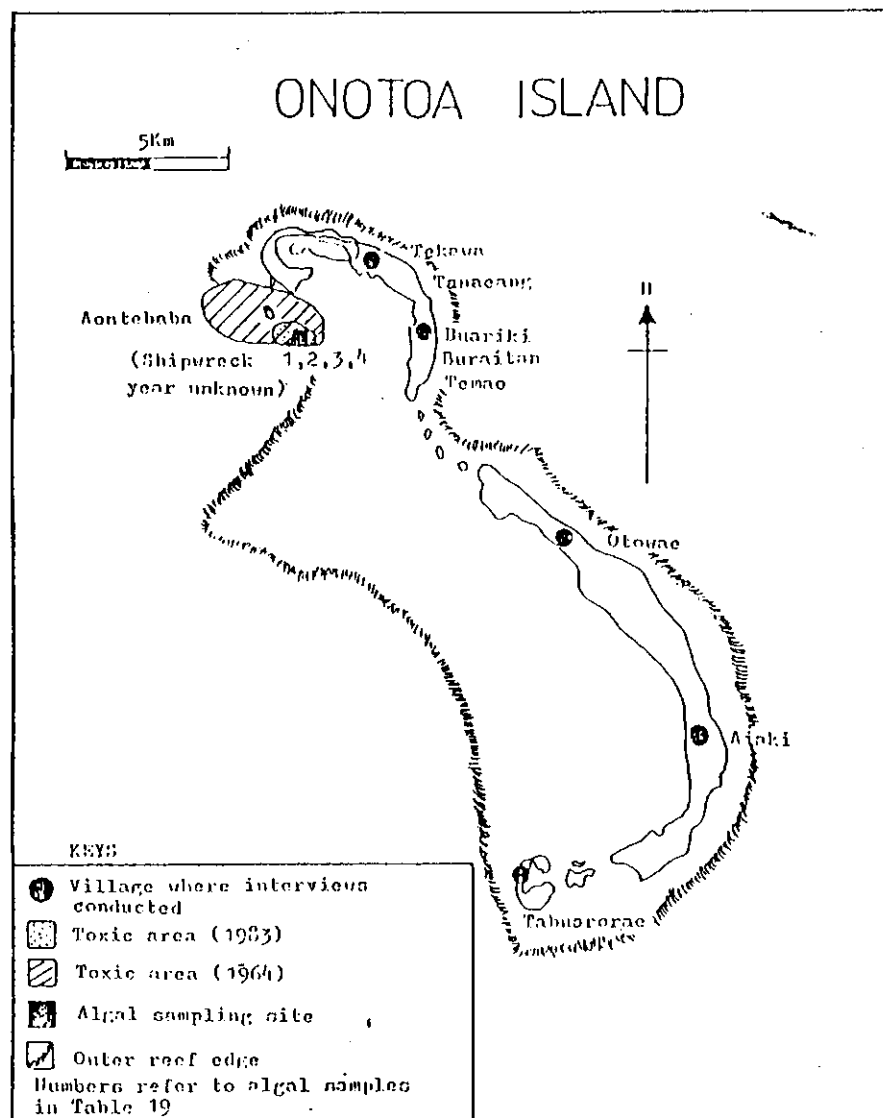 ONOTOA ISLAND
5Km
Tekawa
Tanaeang
N
Aontebaba
Buariki
(Shipwreck 1,2,3,4
Buraitan
year unknown)
Temao
Otowae
Aiaki
Tabuarorae
KEYS
Village where interviews
conducted
Toxic area (1983)
Toxic area (1964)
Algal sampling site
Outer reef edge
Numbers refer to algal samples
in Table 19